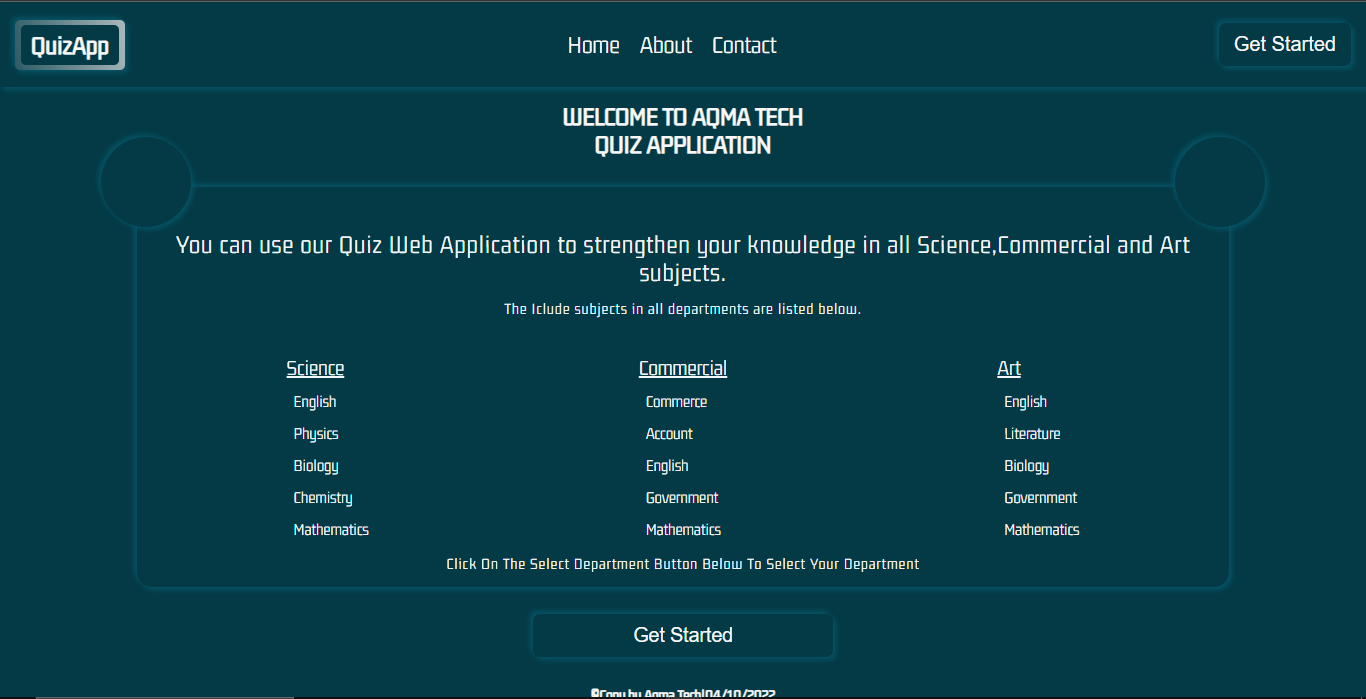 QuizApp
Home About Contact
Get Started
WELCOME TO AQMA TECH
QUIZ APPLICATION
You can use our Quiz Web Application to strengthen your knowledge in all Science,Commercial and Art
subjects.
The Iclude subjects in all departments are listed below.
Science
English
Physics
Biology
Chemistry
Mathematics
Commercial
Commerce
Account
English
Government
Mathematics
Art
English
Literature
Biology
Government
Mathematics
Click On The Select Department Button Below To Select Your Department
Get Started
Copy by Aqma Tech|04/10/2022